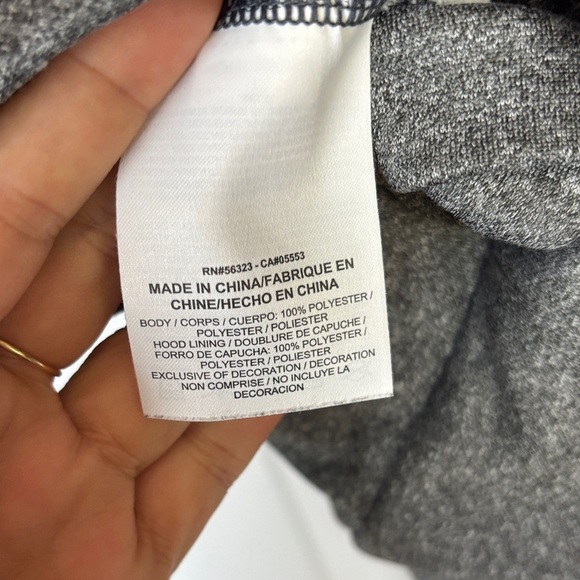 RN#56323 - CA#05553
MADE IN CHINA/FABRIQUE EN
CHINE/HECHO EN CHINA
BODY / CORPS / CUERPO: 100% POLYESTER /
POLYESTER / POLIESTER
HOOD LINING / DOUBLURE DE CAPUCHE /
FORRO DE CAPUCHA: 100% POLYESTER /
POLYESTER / POLIESTER
EXCLUSIVE OF DECORATION / DECORATION
NON COMPRISE / NO INCLUYE LA
DECORACION